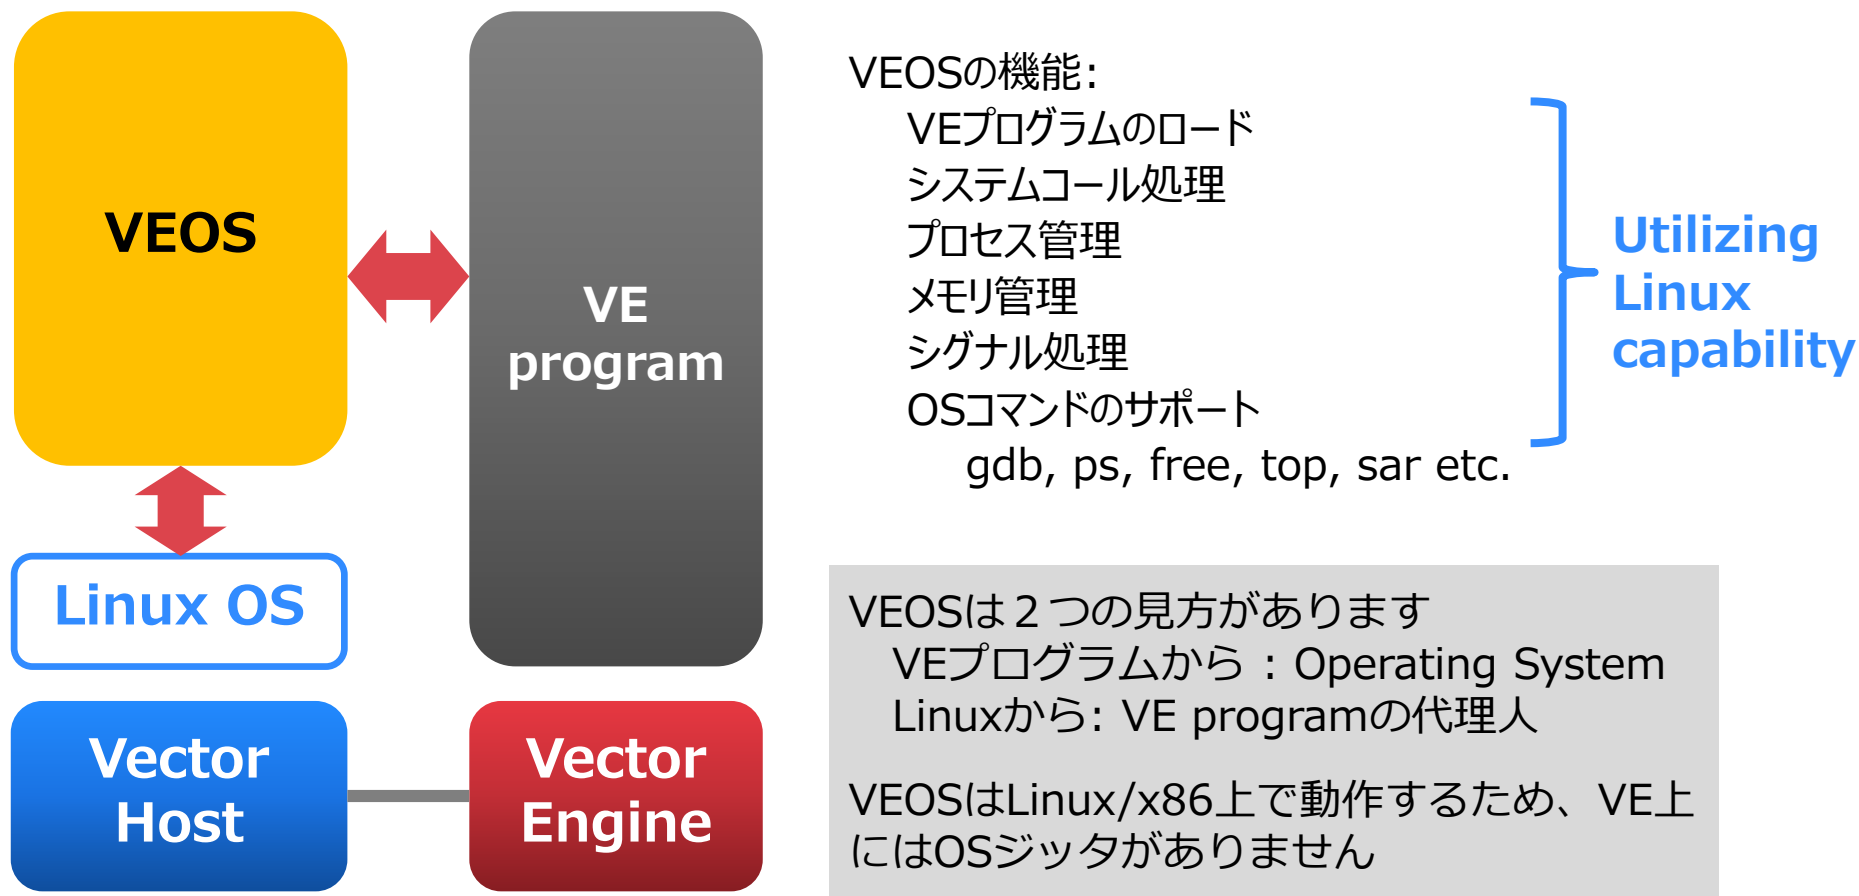 VEOS
VE
program
Linux OS
Vector
Host
Vector
Engine
VEOSの機能:
VEプログラムのロード
システムコール処理
プロセス管理
メモリ管理
シグナル処理
OSコマンドのサポート
gdb, ps, free, top, sar etc.
Utilizing
Linux
capability
VEOSは２つの見方があります
VEプログラムから : Operating System
Linuxから: VE programの代理人
VEOSはLinux/x86上で動作するため、VE上
にはOSジッタがありません